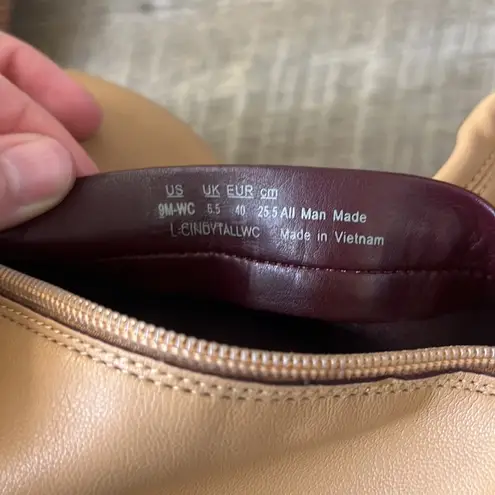 US UK EUR cm
9M-WC 6.5 40 25.5 All Man Made
L-CINDYTALLWC Made in Vietnam